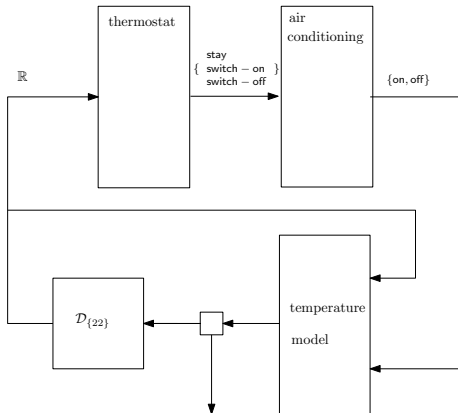 thermostat
air
conditioning
ℝ
stay
{ switch − on }
switch − off
{on, off}
𝒟{22}
temperature
model